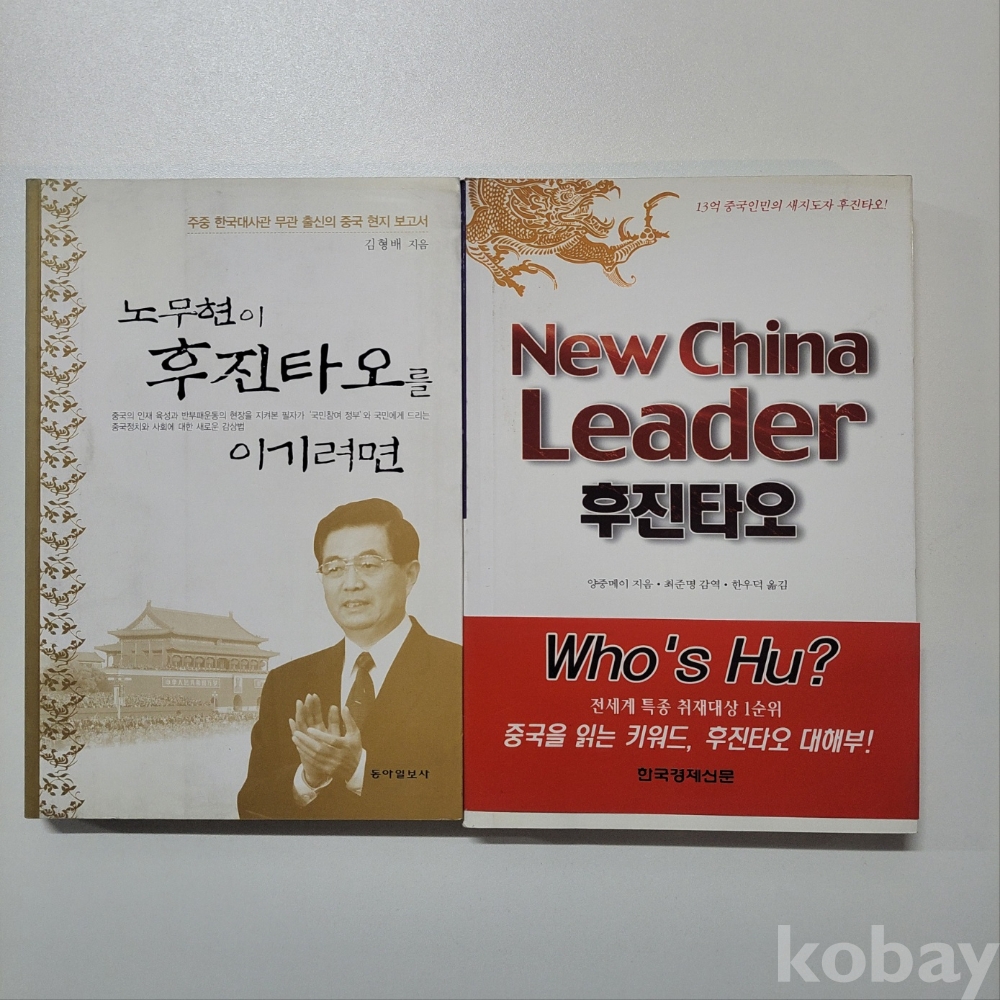 주중 한국대사관 무관 출신의 중국 현지 보고서
김형배 지음
노무현이
후진타오를
중국의 인재 육성과 반부패운동의 현장을 지켜본 필자가 '국민참여 정부'와 국민에게 드리는
중국정치와 사회에 대한 새로운 감상법
이기려면
동아일보사
13억 중국인민의 새지도자 후진타오!
New China
Leader
후진타오
양중메이 지음 • 최준명 감역 • 한우덕 옮김
Who's Hu?
전세계 특종 취재대상 1순위
중국을 읽는 키워드, 후진타오 대해부!
한국경제신문
kobay